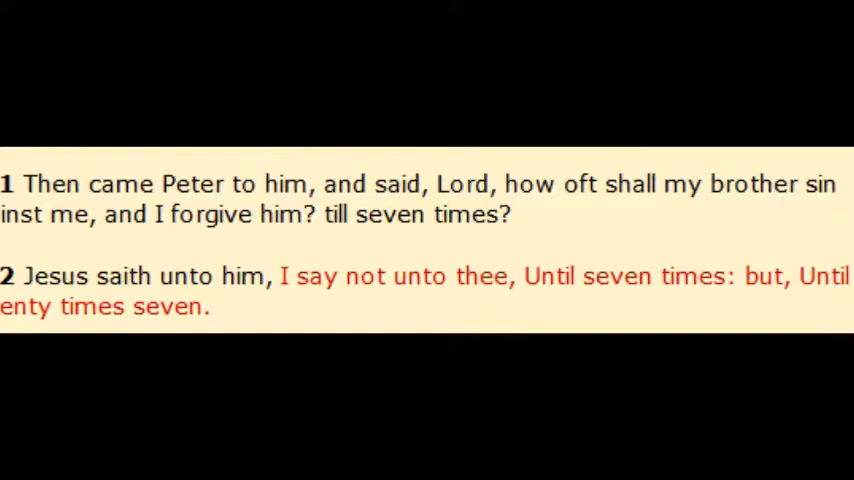 1 Then came Peter to him, and said, Lord, how oft shall my brother sin
inst me, and I forgive him? till seven times?
2 Jesus saith unto him, I say not unto thee, Until seven times: but, Until
enty times seven.